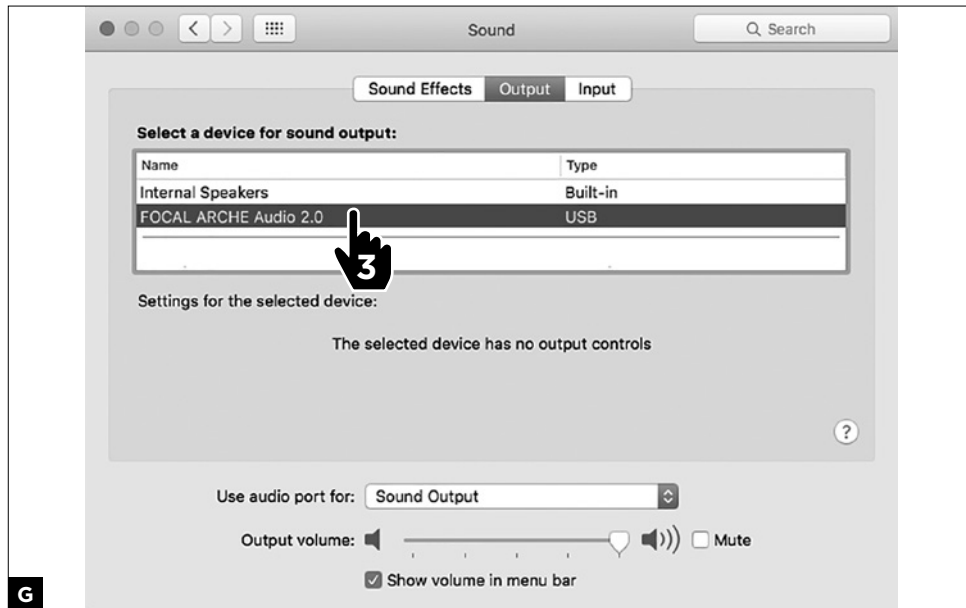 Sound
Search
Sound Effects Output Input
Select a device for sound output:
Name Type
Internal Speakers Built-in
FOCAL ARCHE Audio 2.0 USB
3
Settings for the selected device:
The selected device has no output controls
?
Use audio port for: Sound Output
Output volume: Mute
Show volume in menu bar
G